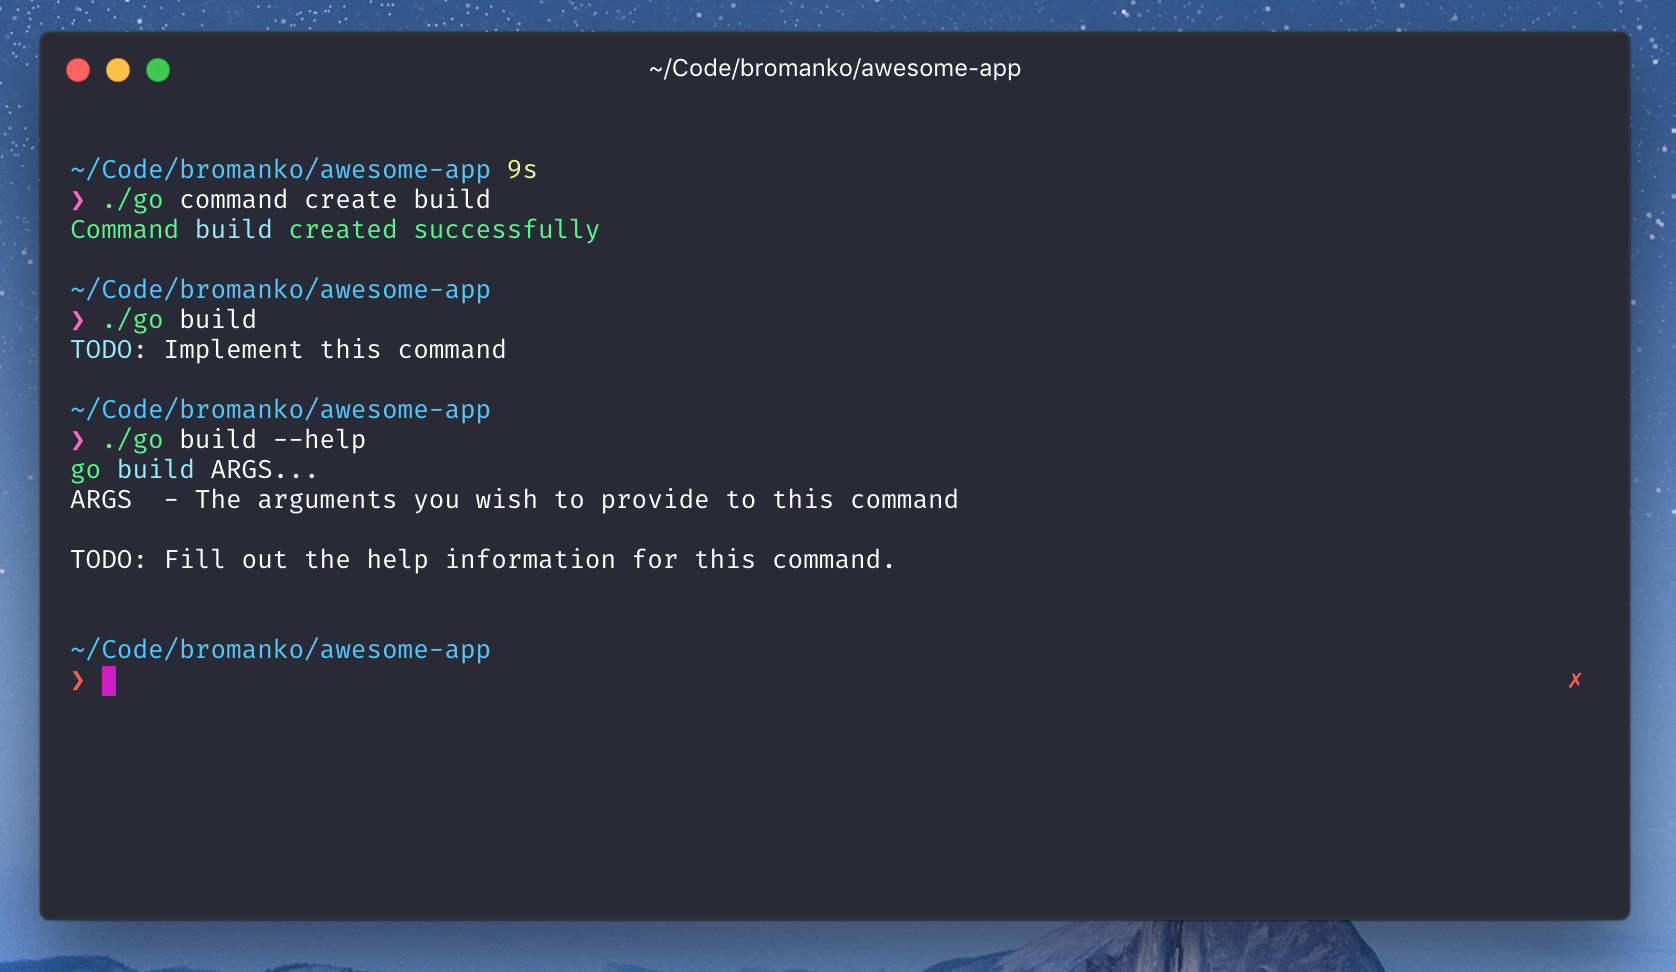 ~/Code/bromanko/awesome-app
~/Code/bromanko/awesome-app 9s
❯ ./go command create build
Command build created successfully
~/Code/bromanko/awesome-app
❯ ./go build
TODO: Implement this command
~/Code/bromanko/awesome-app
❯ ./go build --help
go build ARGS...
ARGS  - The arguments you wish to provide to this command
TODO: Fill out the help information for this command.
~/Code/bromanko/awesome-app
❯ ✗